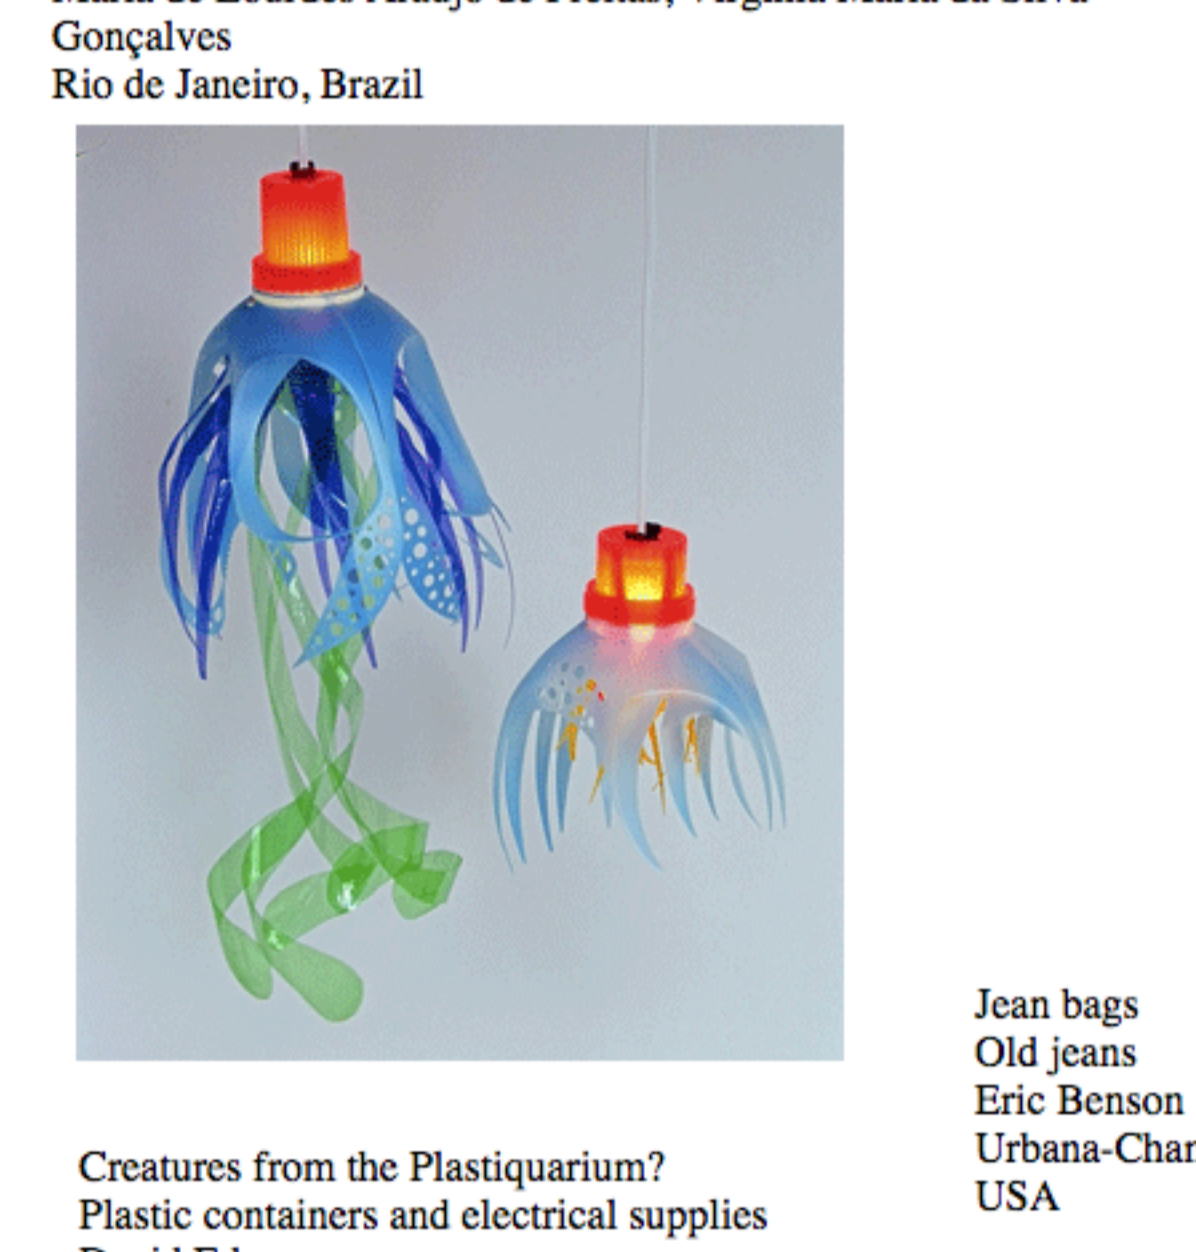 Gonçalves
Rio de Janeiro, Brazil
Creatures from the Plastiquarium?
Plastic containers and electrical supplies
Jean bags
Old jeans
Eric Benson
USA